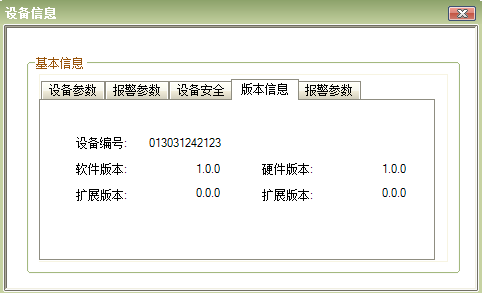 设备信息
基本信息
设备参数 报警参数 设备安全 版本信息 报警参数
设备编号: 013031242123
软件版本: 1.0.0 硬件版本: 1.0.0
扩展版本: 0.0.0 扩展版本: 0.0.0